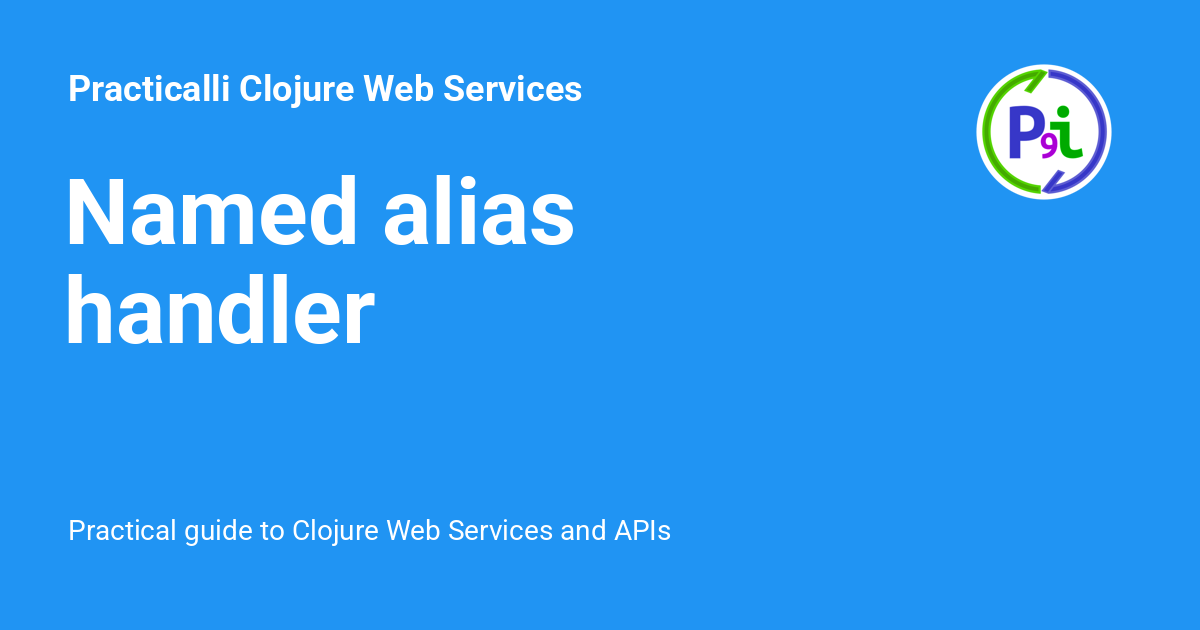 Practicalli Clojure Web Services
P9i
Named alias
handler
Practical guide to Clojure Web Services and APIs